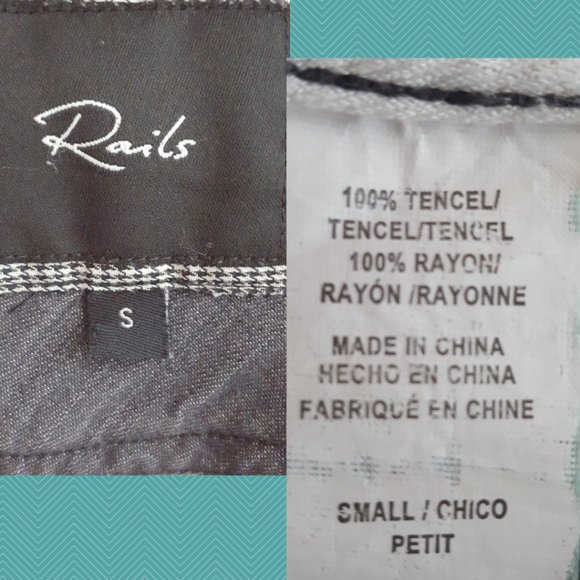 Rails
S
100% TENCEL/
TENCEL/TENCEL
100% RAYON/
RAYÓN /RAYONNE
MADE IN CHINA
HECHO EN CHINA
FABRIQUÉ EN CHINE
SMALL / CHICO
PETIT